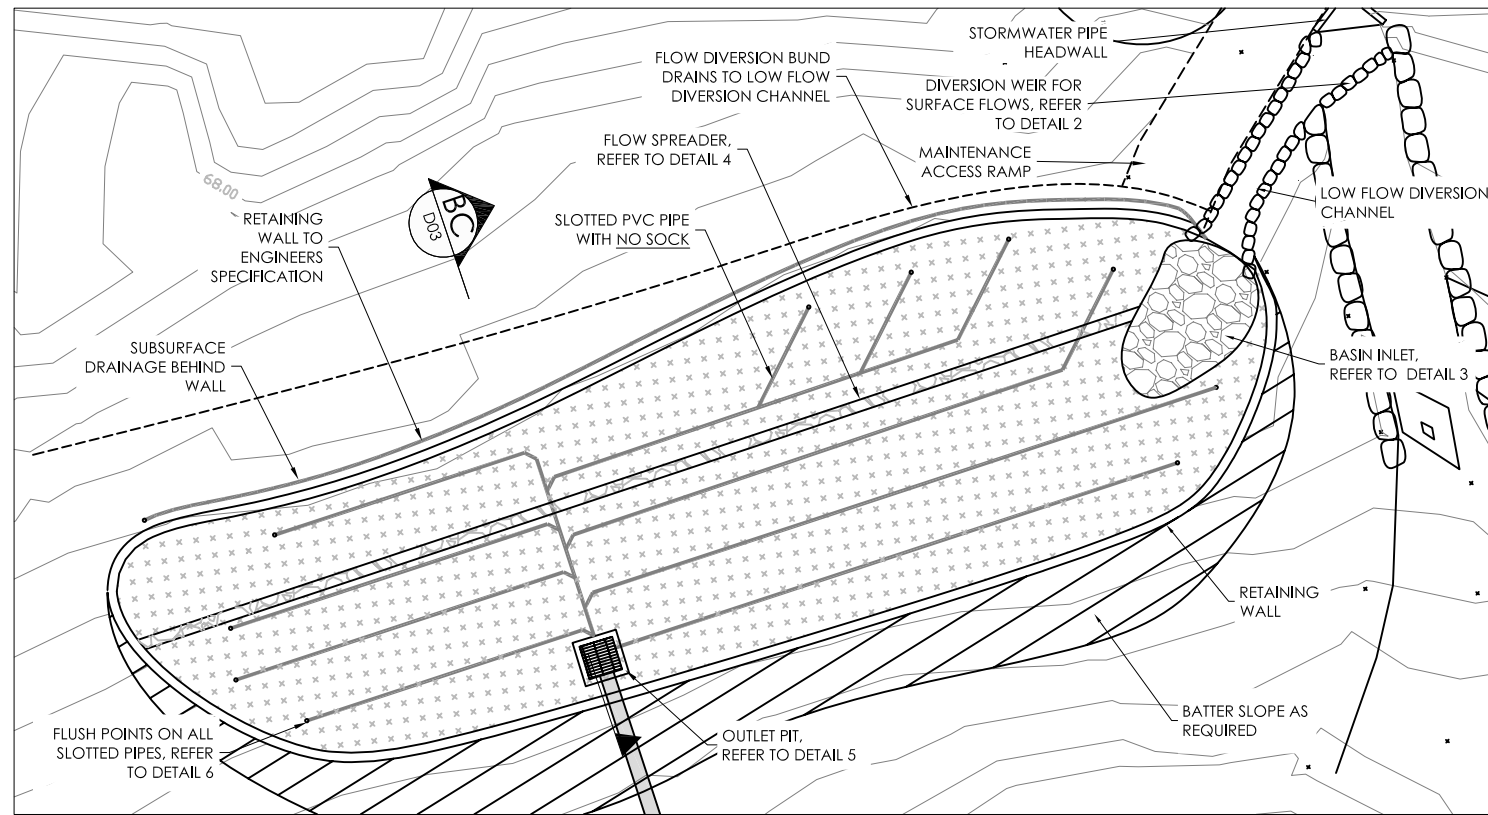 STORMWATER PIPE
HEADWALL
FLOW DIVERSION BUND
DRAINS TO LOW FLOW
DIVERSION CHANNEL
DIVERSION WEIR FOR
SURFACE FLOWS, REFER
TO DETAIL 2
FLOW SPREADER,
REFER TO DETAIL 4
MAINTENANCE
ACCESS RAMP
68.00
LOW FLOW DIVERSION
CHANNEL
BC
D03
RETAINING
WALL TO
ENGINEERS
SPECIFICATION
SLOTTED PVC PIPE
WITH NO SOCK
SUBSURFACE
DRAINAGE BEHIND
WALL
BASIN INLET,
REFER TO DETAIL 3
RETAINING
WALL
BATTER SLOPE AS
REQUIRED
FLUSH POINTS ON ALL
SLOTTED PIPES, REFER
TO DETAIL 6
OUTLET PIT,
REFER TO DETAIL 5